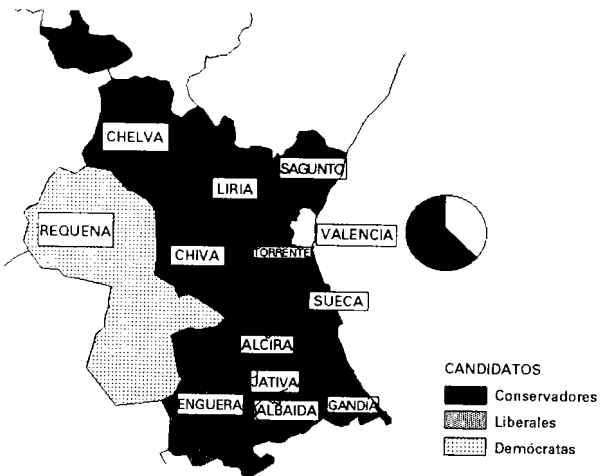 CHELVA
SAGUNTO
LIRIA
REQUENA
VALENCIA
CHIVA
TORRENTE
SUECA
ALCIRA
JATIVA
ENGUERA
ALBAIDA
GANDIA
CANDIDATOS
Conservadores
Liberales
Demócratas